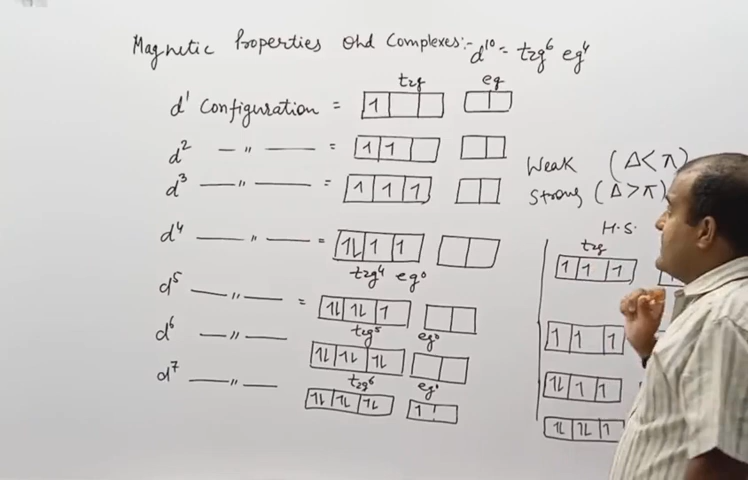 Magnetic Properties Ohd Complexes:- d¹⁰ = t₂g⁶ eg⁴
t₂g eg
d¹ Configuration = 1
d² — " — = 1 1
d³ — " — = 1 1 1
d⁴ — " — = 1L 1 1
t₂g⁴ eg⁰
d⁵ — " — = 1L 1L 1
t₂g⁵ eg⁰
d⁶ — " — 1L 1L 1L
t₂g⁶ eg⁰
d⁷ — " — 1L 1L 1L 1
Weak (Δ<π)
Strong (Δ>π)
H.S.
t₂g
1 1 1
1 1 1
1L 1 1
1L 1L 1